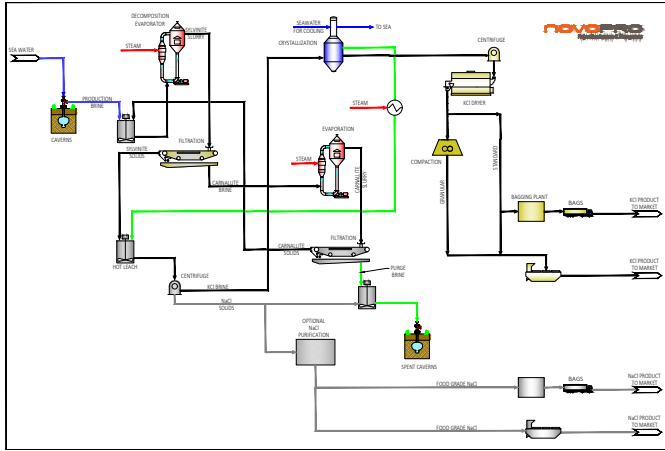 DECOMPOSITION
EVAPORATOR
SYLVINITE
SLURRY
STEAM
SEAWATER
FOR COOLING
TO SEA
CRYSTALLIZATION
CENTRIFUGE
NOVOPRO
SEA WATER
PRODUCTION
BRINE
CAVERNS
KCl DRYER
STEAM
EVAPORATION
STEAM
CARNALLITE
SLURRY
FILTRATION
SYLVINITE
SOLIDS
CARNALLITE
BRINE
COMPACTION
GRANULAR
STANDARD
BAGGING PLANT
BAGS
KCl PRODUCT
TO MARKET
FILTRATION
CARNALLITE
SOLIDS
HOT LEACH
CENTRIFUGE
KCl BRINE
PURGE
BRINE
KCl PRODUCT
TO MARKET
NaCl
SOLIDS
OPTIONAL
NaCl
PURIFICATION
SPENT CAVERNS
FOOD GRADE NaCl
BAGS
NaCl PRODUCT
TO MARKET
FOOD GRADE NaCl
NaCl PRODUCT
TO MARKET